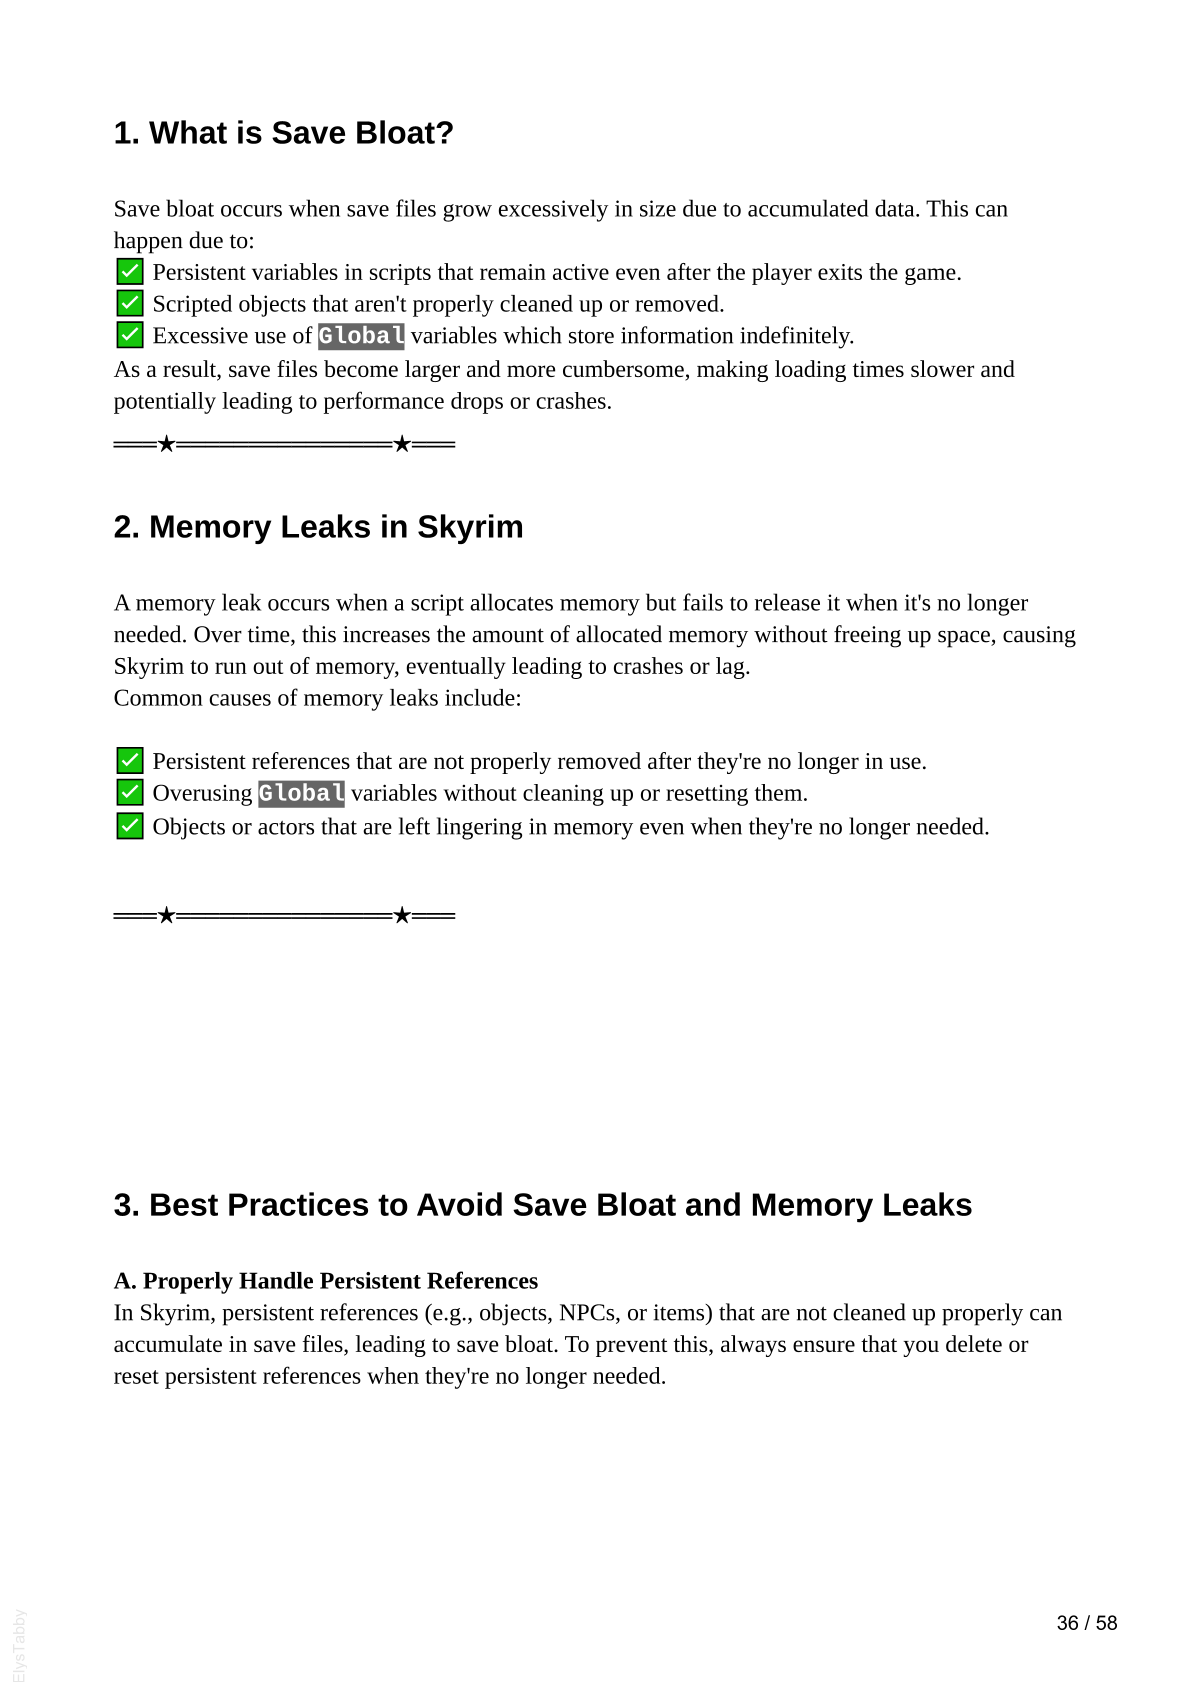 1. What is Save Bloat?
Save bloat occurs when save files grow excessively in size due to accumulated data. This can
happen due to:
✅ Persistent variables in scripts that remain active even after the player exits the game.
✅ Scripted objects that aren't properly cleaned up or removed.
✅ Excessive use of Global variables which store information indefinitely.
As a result, save files become larger and more cumbersome, making loading times slower and
potentially leading to performance drops or crashes.
═══★═══════════════★═══
2. Memory Leaks in Skyrim
A memory leak occurs when a script allocates memory but fails to release it when it's no longer
needed. Over time, this increases the amount of allocated memory without freeing up space, causing
Skyrim to run out of memory, eventually leading to crashes or lag.
Common causes of memory leaks include:
✅ Persistent references that are not properly removed after they're no longer in use.
✅ Overusing Global variables without cleaning up or resetting them.
✅ Objects or actors that are left lingering in memory even when they're no longer needed.
═══★═══════════════★═══
3. Best Practices to Avoid Save Bloat and Memory Leaks
A. Properly Handle Persistent References
In Skyrim, persistent references (e.g., objects, NPCs, or items) that are not cleaned up properly can
accumulate in save files, leading to save bloat. To prevent this, always ensure that you delete or
reset persistent references when they're no longer needed.
36 / 58
ElysTabby